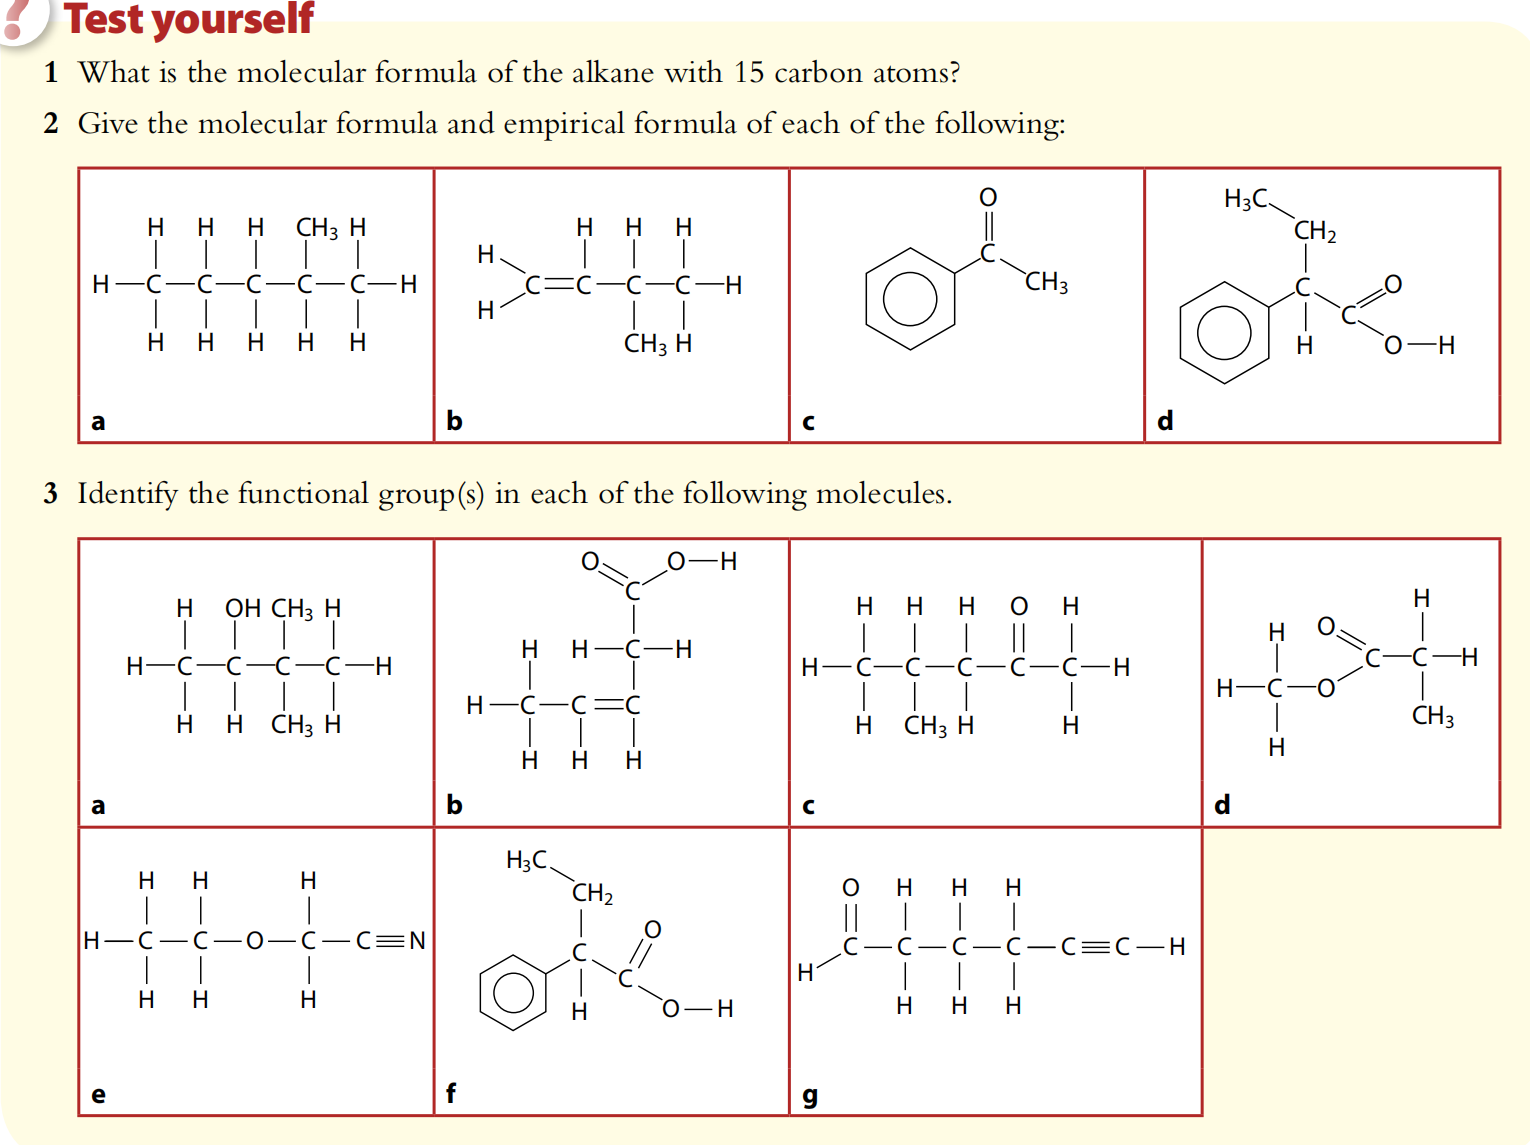 ?
Test yourself
1 What is the molecular formula of the alkane with 15 carbon atoms?
2 Give the molecular formula and empirical formula of each of the following:
H H H CH₃ H
H—C—C—C—C—C—H
H H H H H
a
H H H
H
C=C—C—C—H
H
CH₃ H
b
O
C
CH₃
c
H₃C
CH₂
C O
C
H O—H
d
3 Identify the functional group(s) in each of the following molecules.
H OH CH₃ H
H—C—C—C—C—H
H H CH₃ H
a
O O—H
C
H H—C—H
H—C—C=C
H H H
b
H H H O H
H—C—C—C—C—C—H
H CH₃ H H
c
H
H O
C—C—H
H—C—O
CH₃
H
d
H H H
H—C—C—O—C—C≡N
H H H
e
H₃C
CH₂
O
C
C
H O—H
f
O H H H
C—C—C—C—C≡C—H
H
H H H
g